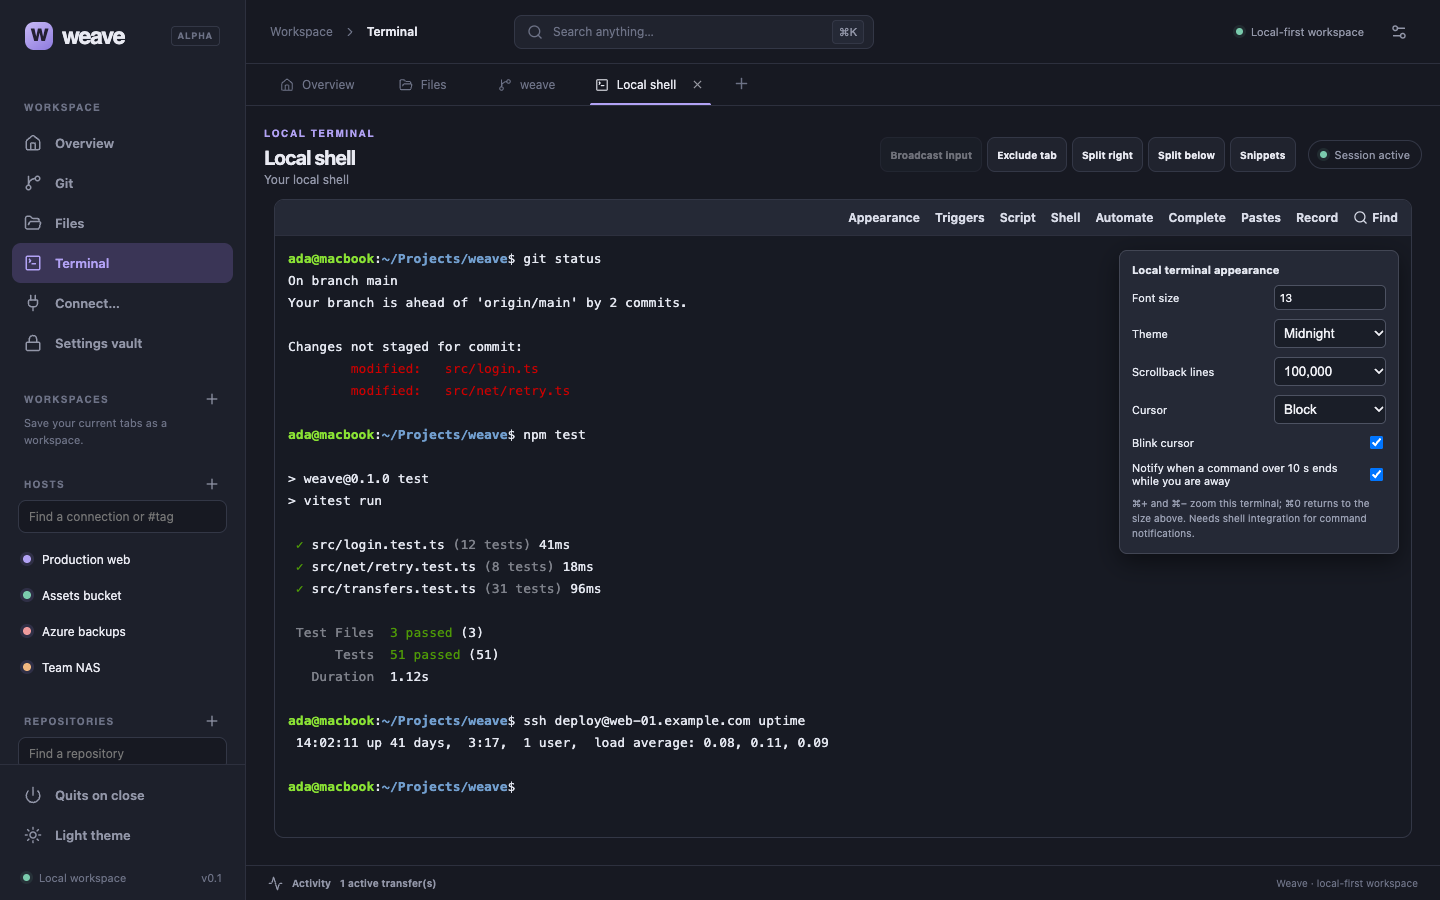 W weave ALPHA
WORKSPACE
Overview
Git
Files
Terminal
Connect...
Settings vault
WORKSPACES
Save your current tabs as a
workspace.
HOSTS
Find a connection or #tag
Production web
Assets bucket
Azure backups
Team NAS
REPOSITORIES
Find a repository
Quits on close
Light theme
Local workspace v0.1
Workspace Terminal
Search anything... ⌘K
Local-first workspace
Overview Files weave Local shell
LOCAL TERMINAL
Local shell
Your local shell
Broadcast input Exclude tab Split right Split below Snippets Session active
Appearance Triggers Script Shell Automate Complete Pastes Record Find
ada@macbook:~/Projects/weave$ git status
On branch main
Your branch is ahead of 'origin/main' by 2 commits.
Changes not staged for commit:
modified: src/login.ts
modified: src/net/retry.ts
ada@macbook:~/Projects/weave$ npm test
> weave@0.1.0 test
> vitest run
✓ src/login.test.ts (12 tests) 41ms
✓ src/net/retry.test.ts (8 tests) 18ms
✓ src/transfers.test.ts (31 tests) 96ms
Test Files 3 passed (3)
Tests 51 passed (51)
Duration 1.12s
ada@macbook:~/Projects/weave$ ssh deploy@web-01.example.com uptime
14:02:11 up 41 days, 3:17, 1 user, load average: 0.08, 0.11, 0.09
ada@macbook:~/Projects/weave$
Local terminal appearance
Font size 13
Theme Midnight
Scrollback lines 100,000
Cursor Block
Blink cursor
Notify when a command over 10 s ends
while you are away
⌘+ and ⌘− zoom this terminal; ⌘0 returns to the
size above. Needs shell integration for command
notifications.
Activity 1 active transfer(s)
Weave · local-first workspace